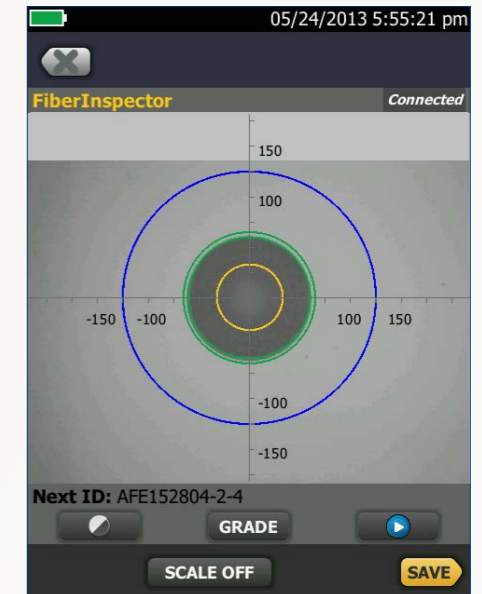 05/24/2013 5:55:21 pm
FiberInspector Connected
150
100
-150 -100 100 150
-100
-150
Next ID: AFE152804-2-4
GRADE
SCALE OFF SAVE